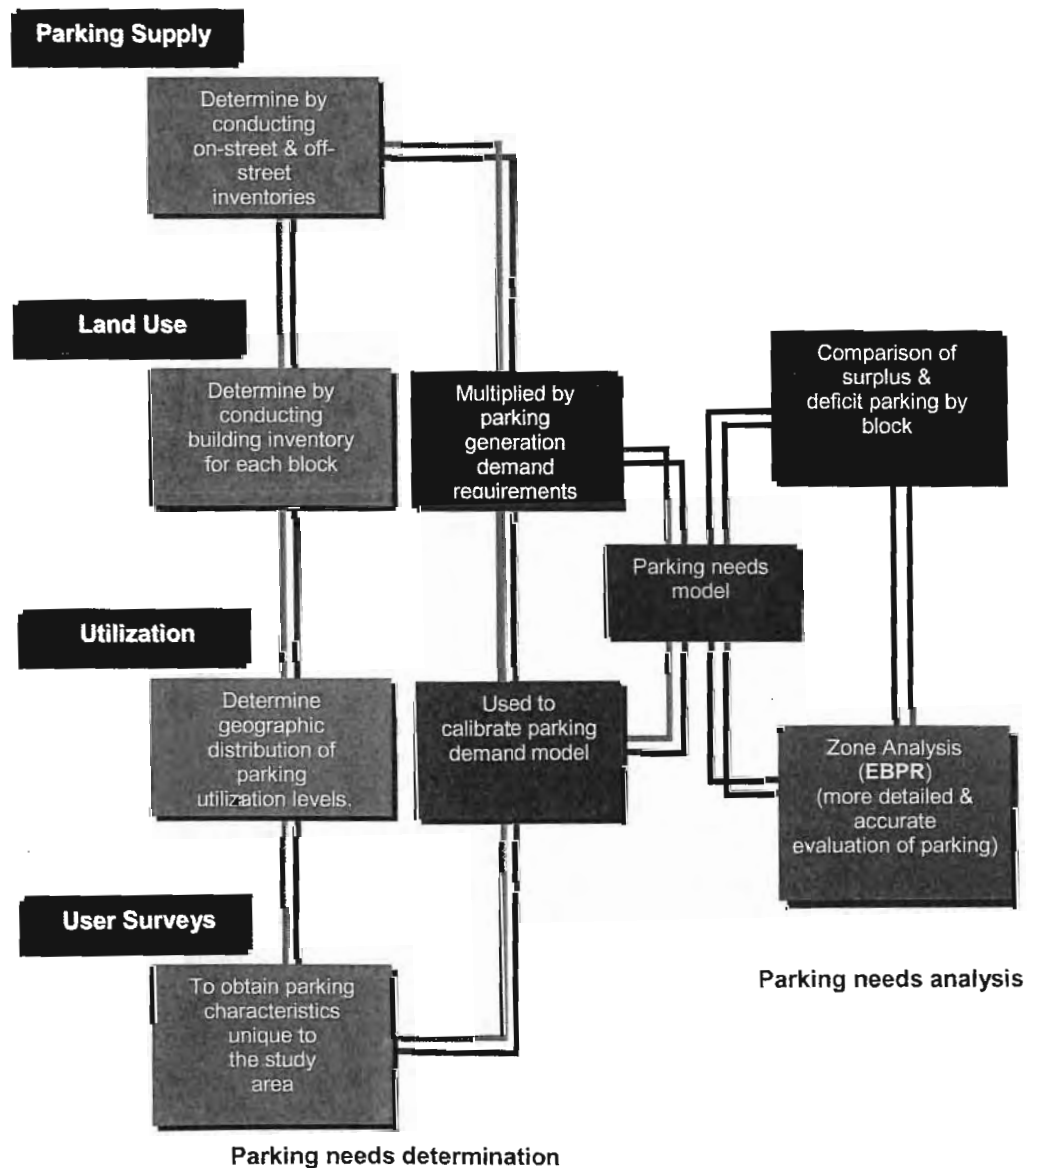 Parking Supply
Determine by
conducting
on-street & off-
street
inventories
Land Use
Determine by
conducting
building inventory
for each block
Multiplied by
parking
generation
demand
requirements
Comparison of
surplus &
deficit parking by
block
Parking needs
model
Utilization
Determine
geographic
distribution of
parking
utilization levels.
Used to
calibrate parking
demand model
Zone Analysis
(EBPR)
(more detailed &
accurate
evaluation of parking)
User Surveys
To obtain parking
characteristics
unique to
the study
area
Parking needs analysis
Parking needs determination